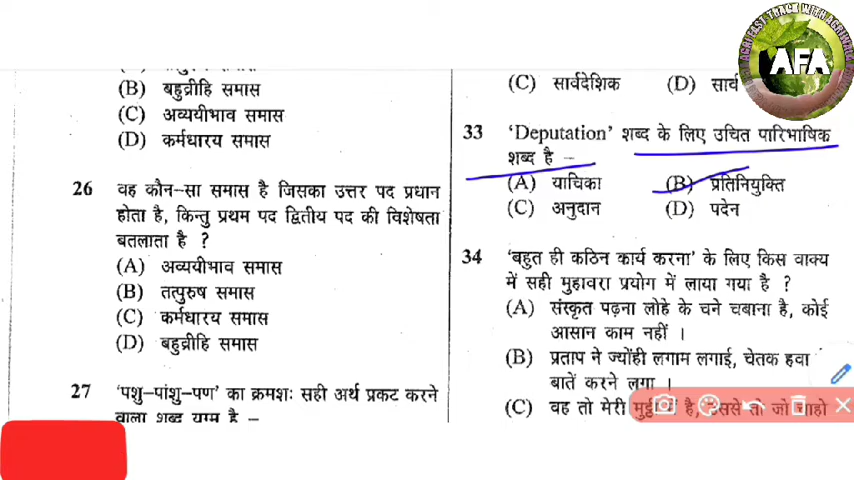 (B) बहुव्रीहि समास
(C) अव्ययीभाव समास
(D) कर्मधारय समास
26 वह कौन-सा समास है जिसका उत्तर पद प्रधान
होता है, किन्तु प्रथम पद द्वितीय पद की विशेषता
बतलाता है ?
(A) अव्ययीभाव समास
(B) तत्पुरुष समास
(C) कर्मधारय समास
(D) बहुव्रीहि समास
27 'पशु-पांशु-पण' का क्रमशः सही अर्थ प्रकट करने
वाला शब्द युग्म है –
(C) सार्वदेशिक (D) सार्व
33 'Deputation' शब्द के लिए उचित पारिभाषिक
शब्द है –
(A) याचिका (B) प्रतिनियुक्ति
(C) अनुदान (D) पदेन
34 'बहुत ही कठिन कार्य करना' के लिए किस वाक्य
में सही मुहावरा प्रयोग में लाया गया है ?
(A) संस्कृत पढ़ना लोहे के चने चबाना है, कोई
आसान काम नहीं ।
(B) प्रताप ने ज्योंही लगाम लगाई, चेतक हवा
बातें करने लगा ।
(C) वह तो मेरी मुट्ठी में है, उससे तो जो चाहो
AFA